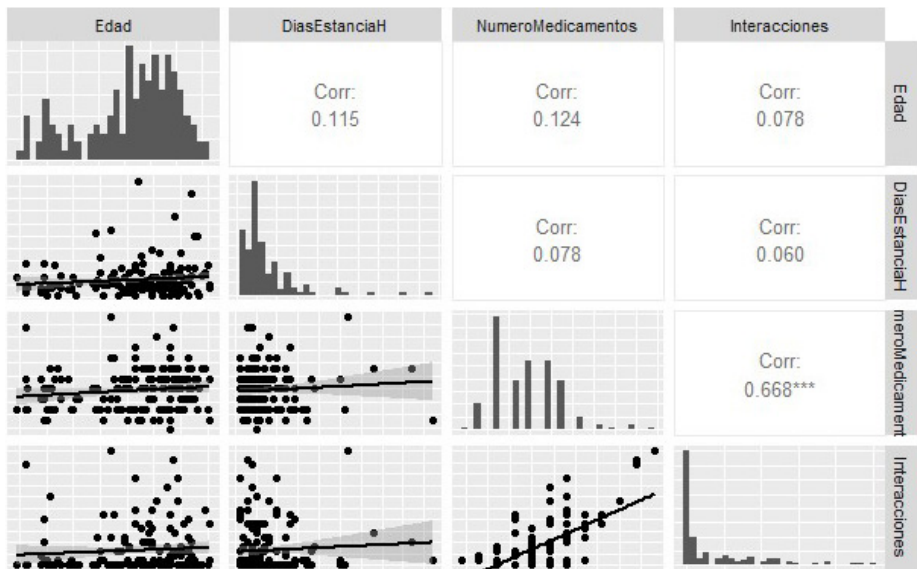 Edad
DiasEstanciaH
NumeroMedicamentos
Interacciones
Corr:
0.115
Corr:
0.124
Corr:
0.078
Edad
Corr:
0.078
Corr:
0.060
DiasEstanciaH
Corr:
0.668***
meroMedicament
Interacciones